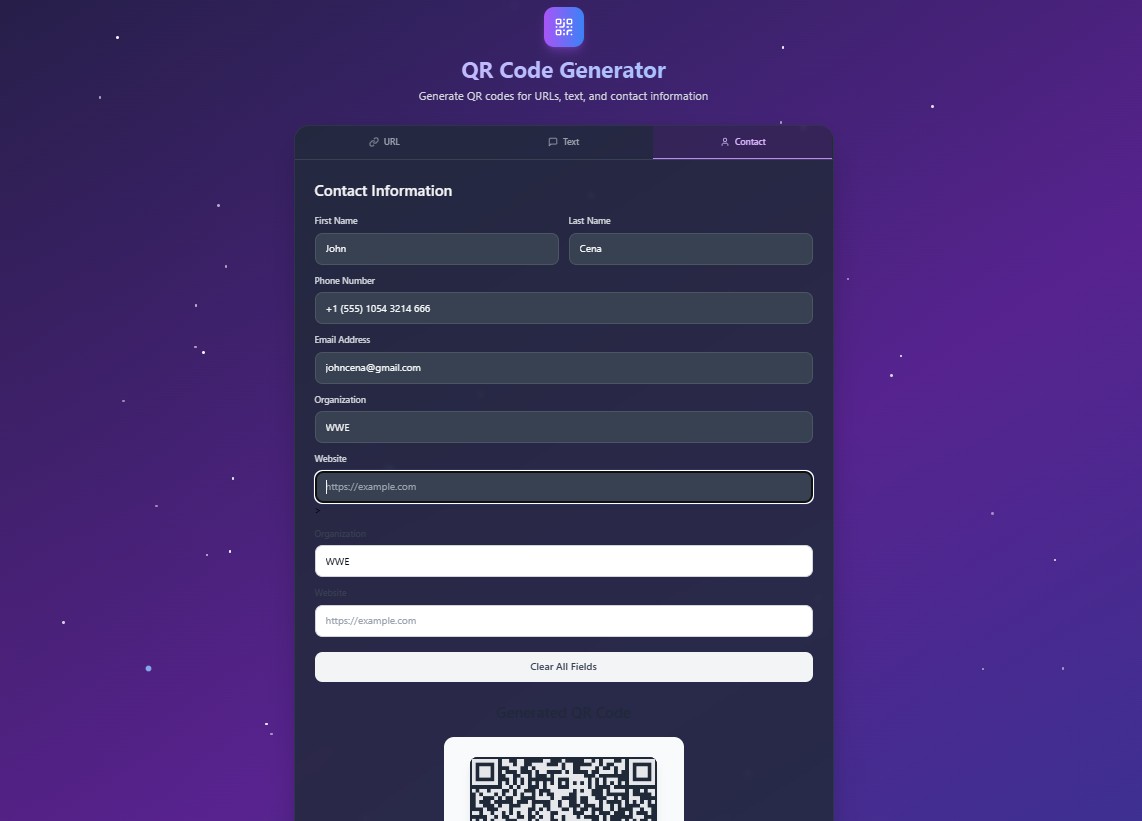 QR Code Generator
Generate QR codes for URLs, text, and contact information
URL Text Contact
Contact Information
First Name Last Name
John Cena
Phone Number
+1 (555) 1054 3214 666
Email Address
johncena@gmail.com
Organization
WWE
Website
https://example.com
>
Organization
WWE
Website
https://example.com
Clear All Fields
Generated QR Code